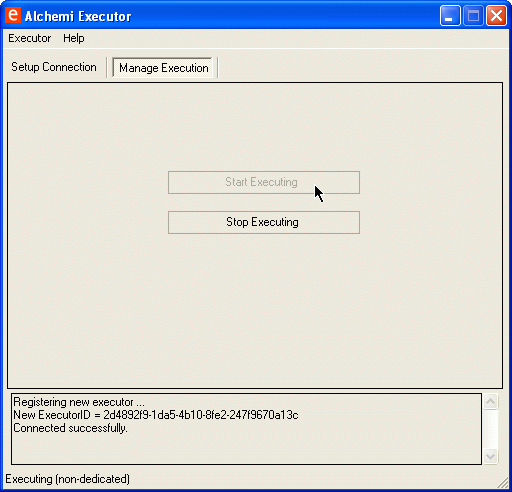 e Alchemi Executor
Executor Help
Setup Connection Manage Execution
Start Executing
Stop Executing
Registering new executor ...
New ExecutorID = 2d4892f9-1da5-4b10-8fe2-247f9670a13c
Connected successfully.
Executing (non-dedicated)